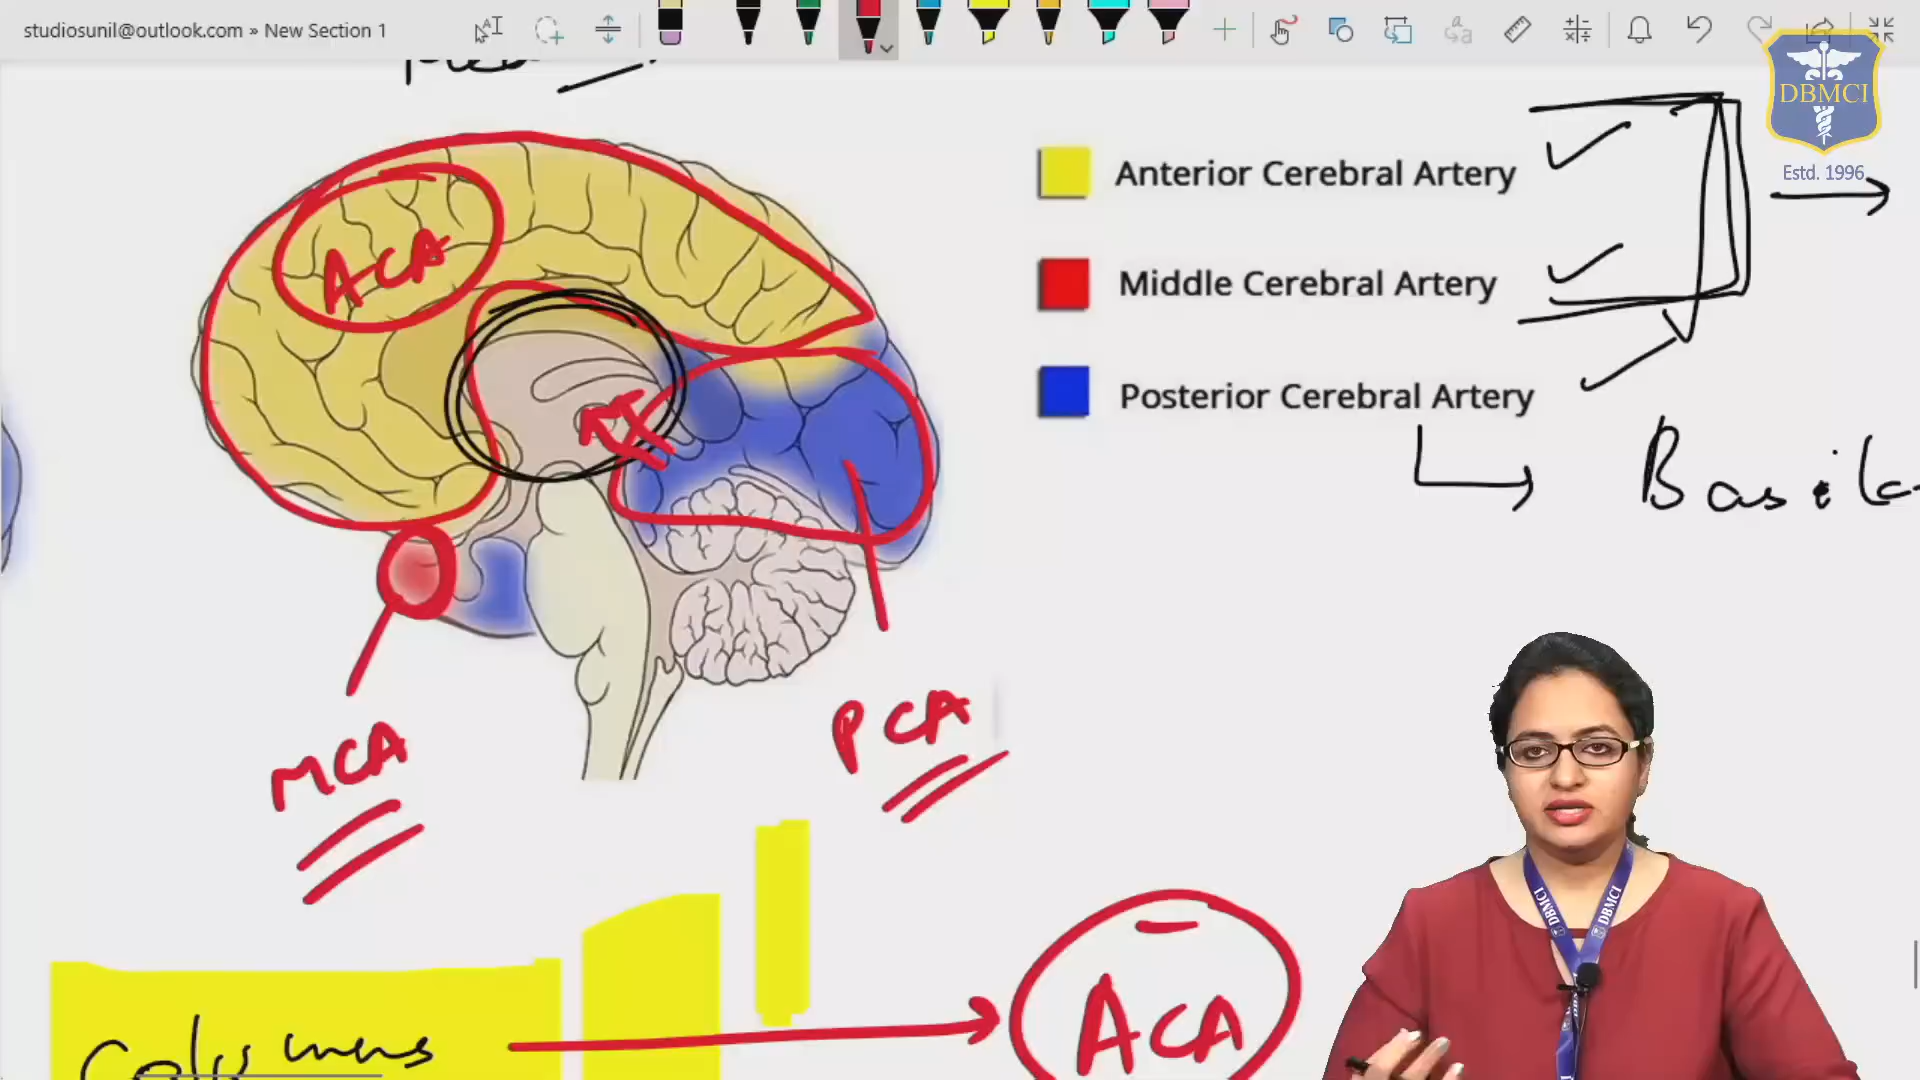 studiosunil@outlook.com » New Section 1
DBMCI
Estd. 1996
Anterior Cerebral Artery
Middle Cerebral Artery
Posterior Cerebral Artery
ACA
MCA
PCA
ACA
DBMCI
DBMCI